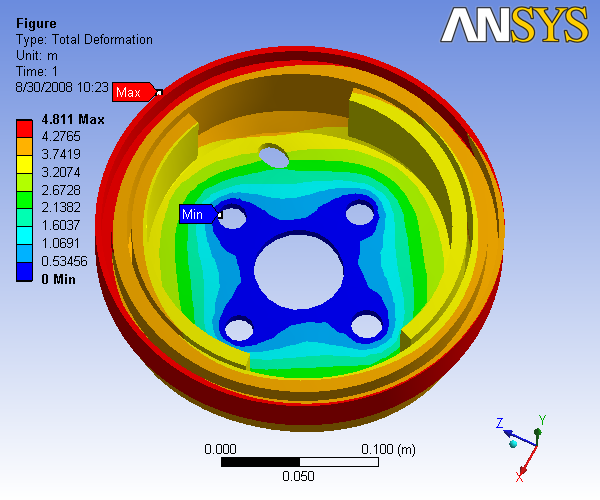 Figure
Type: Total Deformation
Unit: m
Time: 1
8/30/2008 10:23
ANSYS
Max
4.811 Max
4.2765
3.7419
3.2074
2.6728
2.1382
1.6037
1.0691
0.53456
0 Min
Min
0.000
0.100 (m)
0.050
Z
Y
X